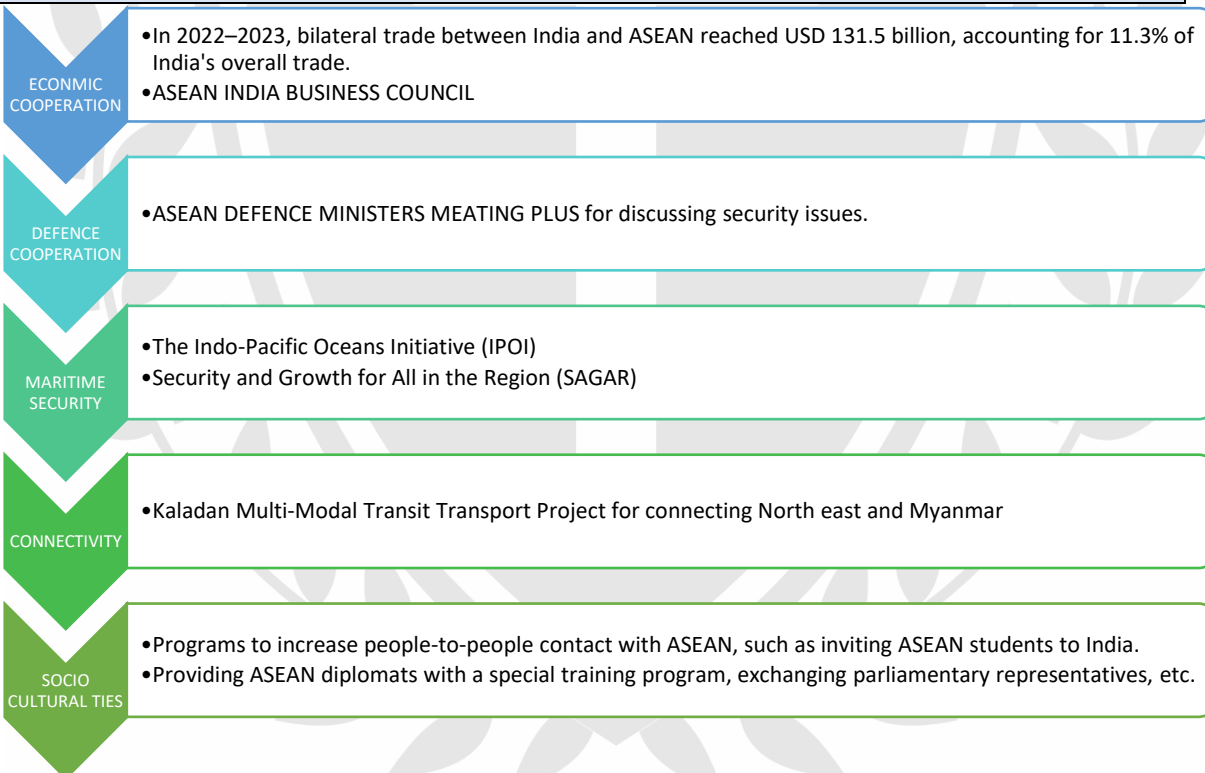 ECONMIC
COOPERATION
•In 2022–2023, bilateral trade between India and ASEAN reached USD 131.5 billion, accounting for 11.3% of
India's overall trade.
•ASEAN INDIA BUSINESS COUNCIL
DEFENCE
COOPERATION
•ASEAN DEFENCE MINISTERS MEATING PLUS for discussing security issues.
MARITIME
SECURITY
•The Indo-Pacific Oceans Initiative (IPOI)
•Security and Growth for All in the Region (SAGAR)
CONNECTIVITY
•Kaladan Multi-Modal Transit Transport Project for connecting North east and Myanmar
SOCIO
CULTURAL TIES
•Programs to increase people-to-people contact with ASEAN, such as inviting ASEAN students to India.
•Providing ASEAN diplomats with a special training program, exchanging parliamentary representatives, etc.